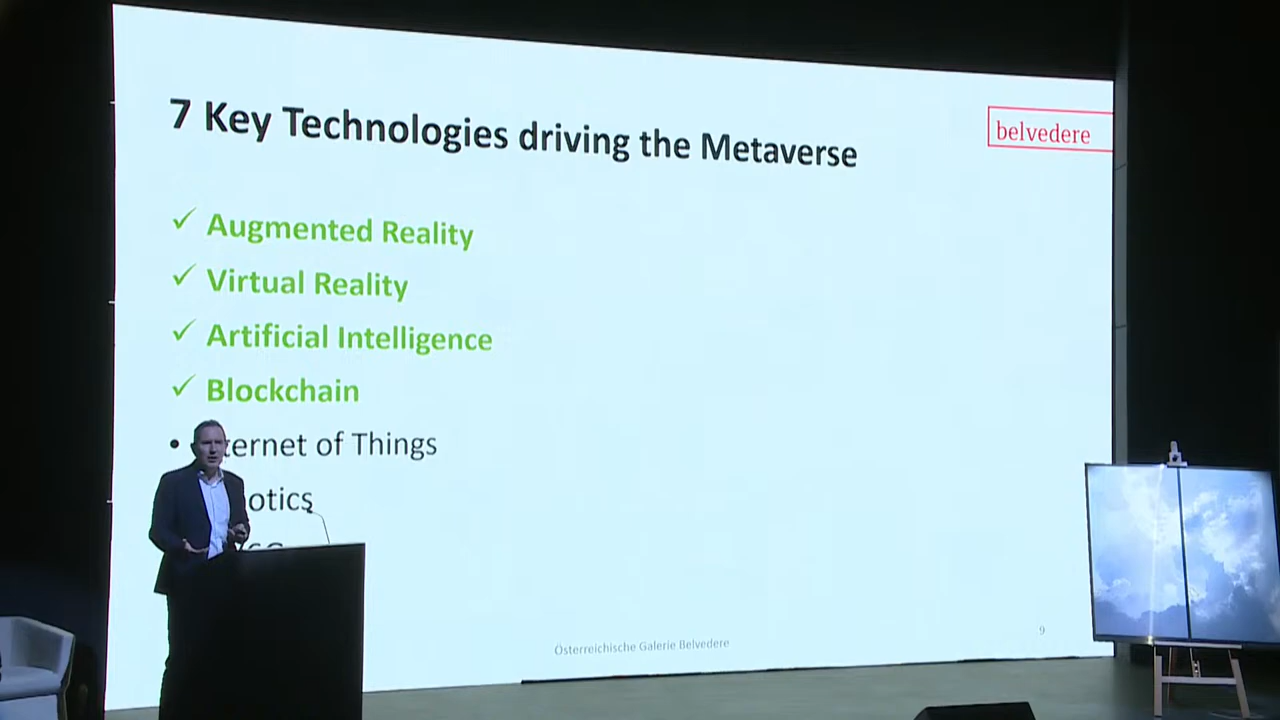 7 Key Technologies driving the Metaverse
belvedere
✓ Augmented Reality
✓ Virtual Reality
✓ Artificial Intelligence
✓ Blockchain
• ternet of Things
otics
Österreichische Galerie Belvedere
9